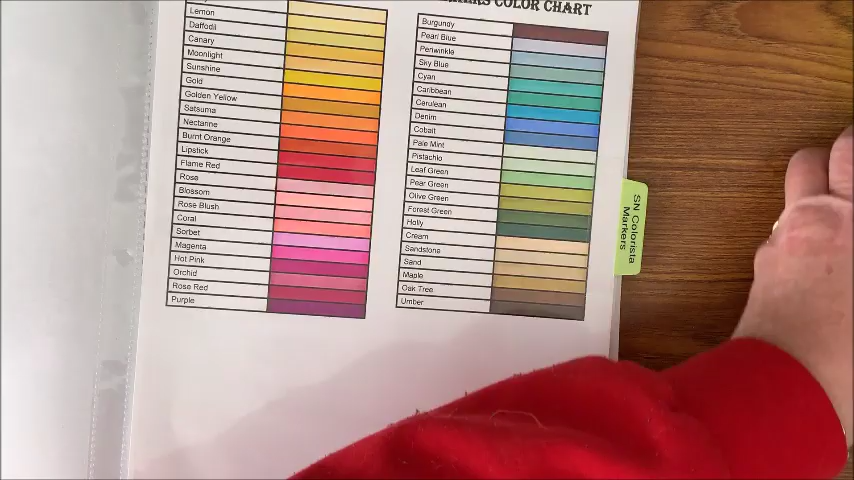 COLOR CHART
Lemon
Daffodil
Canary
Moonlight
Sunshine
Gold
Golden Yellow
Satsuma
Nectarine
Burnt Orange
Lipstick
Flame Red
Rose
Blossom
Rose Blush
Coral
Sorbet
Magenta
Hot Pink
Orchid
Rose Red
Purple
Burgundy
Pearl Blue
Periwinkle
Sky Blue
Cyan
Caribbean
Cerulean
Denim
Cobalt
Pale Mint
Pistachio
Leaf Green
Pear Green
Olive Green
Forest Green
Holly
Cream
Sandstone
Sand
Maple
Oak Tree
Umber
SN Colorista
Markers